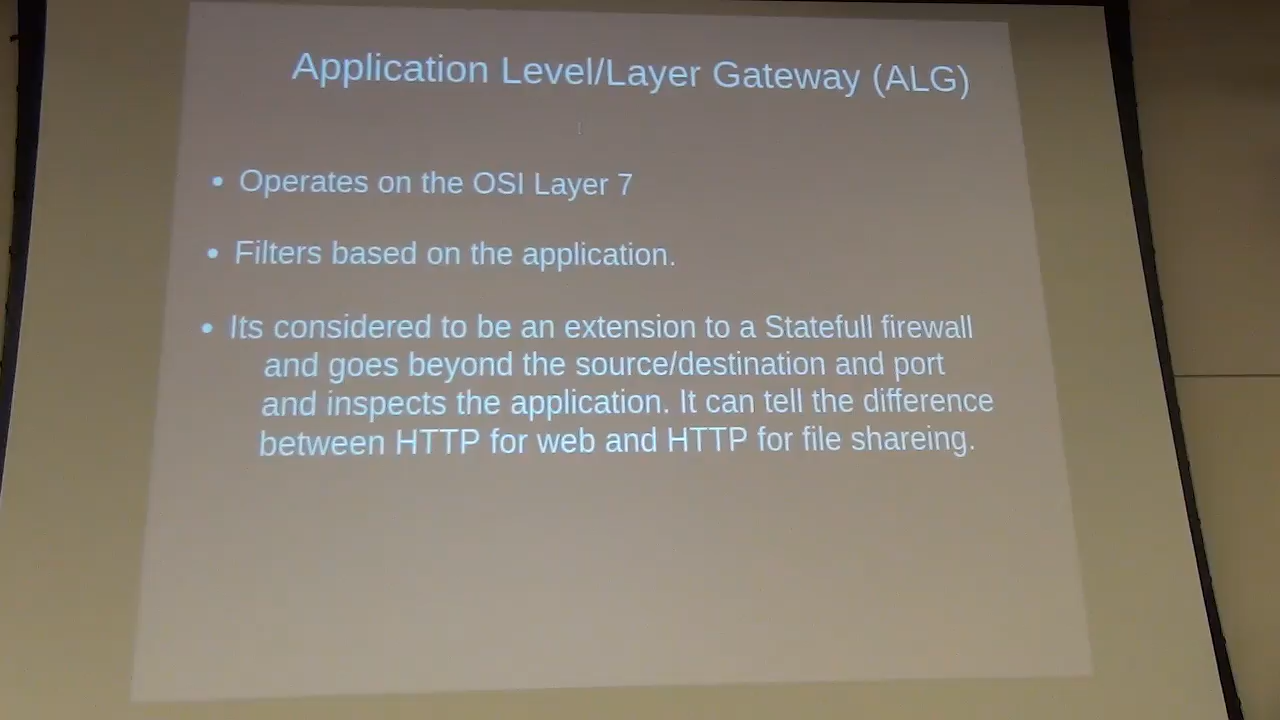 Application Level/Layer Gateway (ALG)
• Operates on the OSI Layer 7
• Filters based on the application.
• Its considered to be an extension to a Statefull firewall
and goes beyond the source/destination and port
and inspects the application. It can tell the difference
between HTTP for web and HTTP for file shareing.